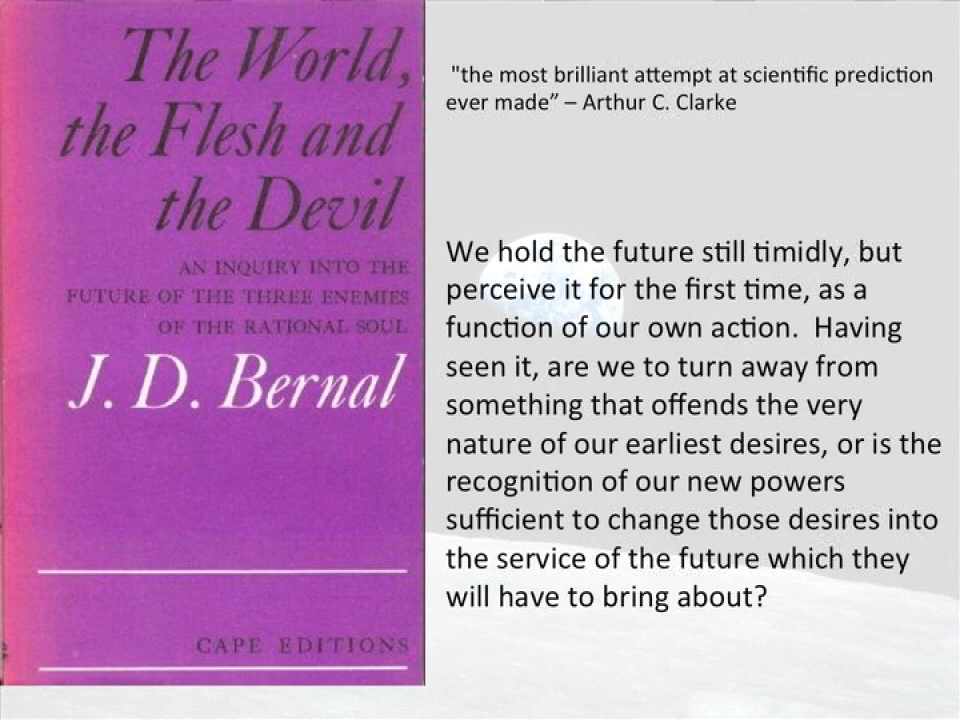 The World,
the Flesh and
the Devil
AN INQUIRY INTO THE
FUTURE OF THE THREE ENEMIES
OF THE RATIONAL SOUL
J. D. Bernal
CAPE EDITIONS
"the most brilliant attempt at scientific prediction
ever made” – Arthur C. Clarke
We hold the future still timidly, but
perceive it for the first time, as a
function of our own action.  Having
seen it, are we to turn away from
something that offends the very
nature of our earliest desires, or is the
recognition of our new powers
sufficient to change those desires into
the service of the future which they
will have to bring about?